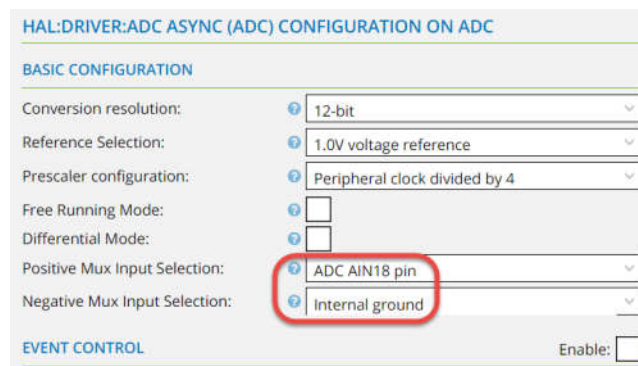 HAL:DRIVER:ADC ASYNC (ADC) CONFIGURATION ON ADC
BASIC CONFIGURATION
Conversion resolution: 12-bit
Reference Selection: 1.0V voltage reference
Prescaler configuration: Peripheral clock divided by 4
Free Running Mode:
Differential Mode:
Positive Mux Input Selection: ADC AIN18 pin
Negative Mux Input Selection: Internal ground
EVENT CONTROL Enable: